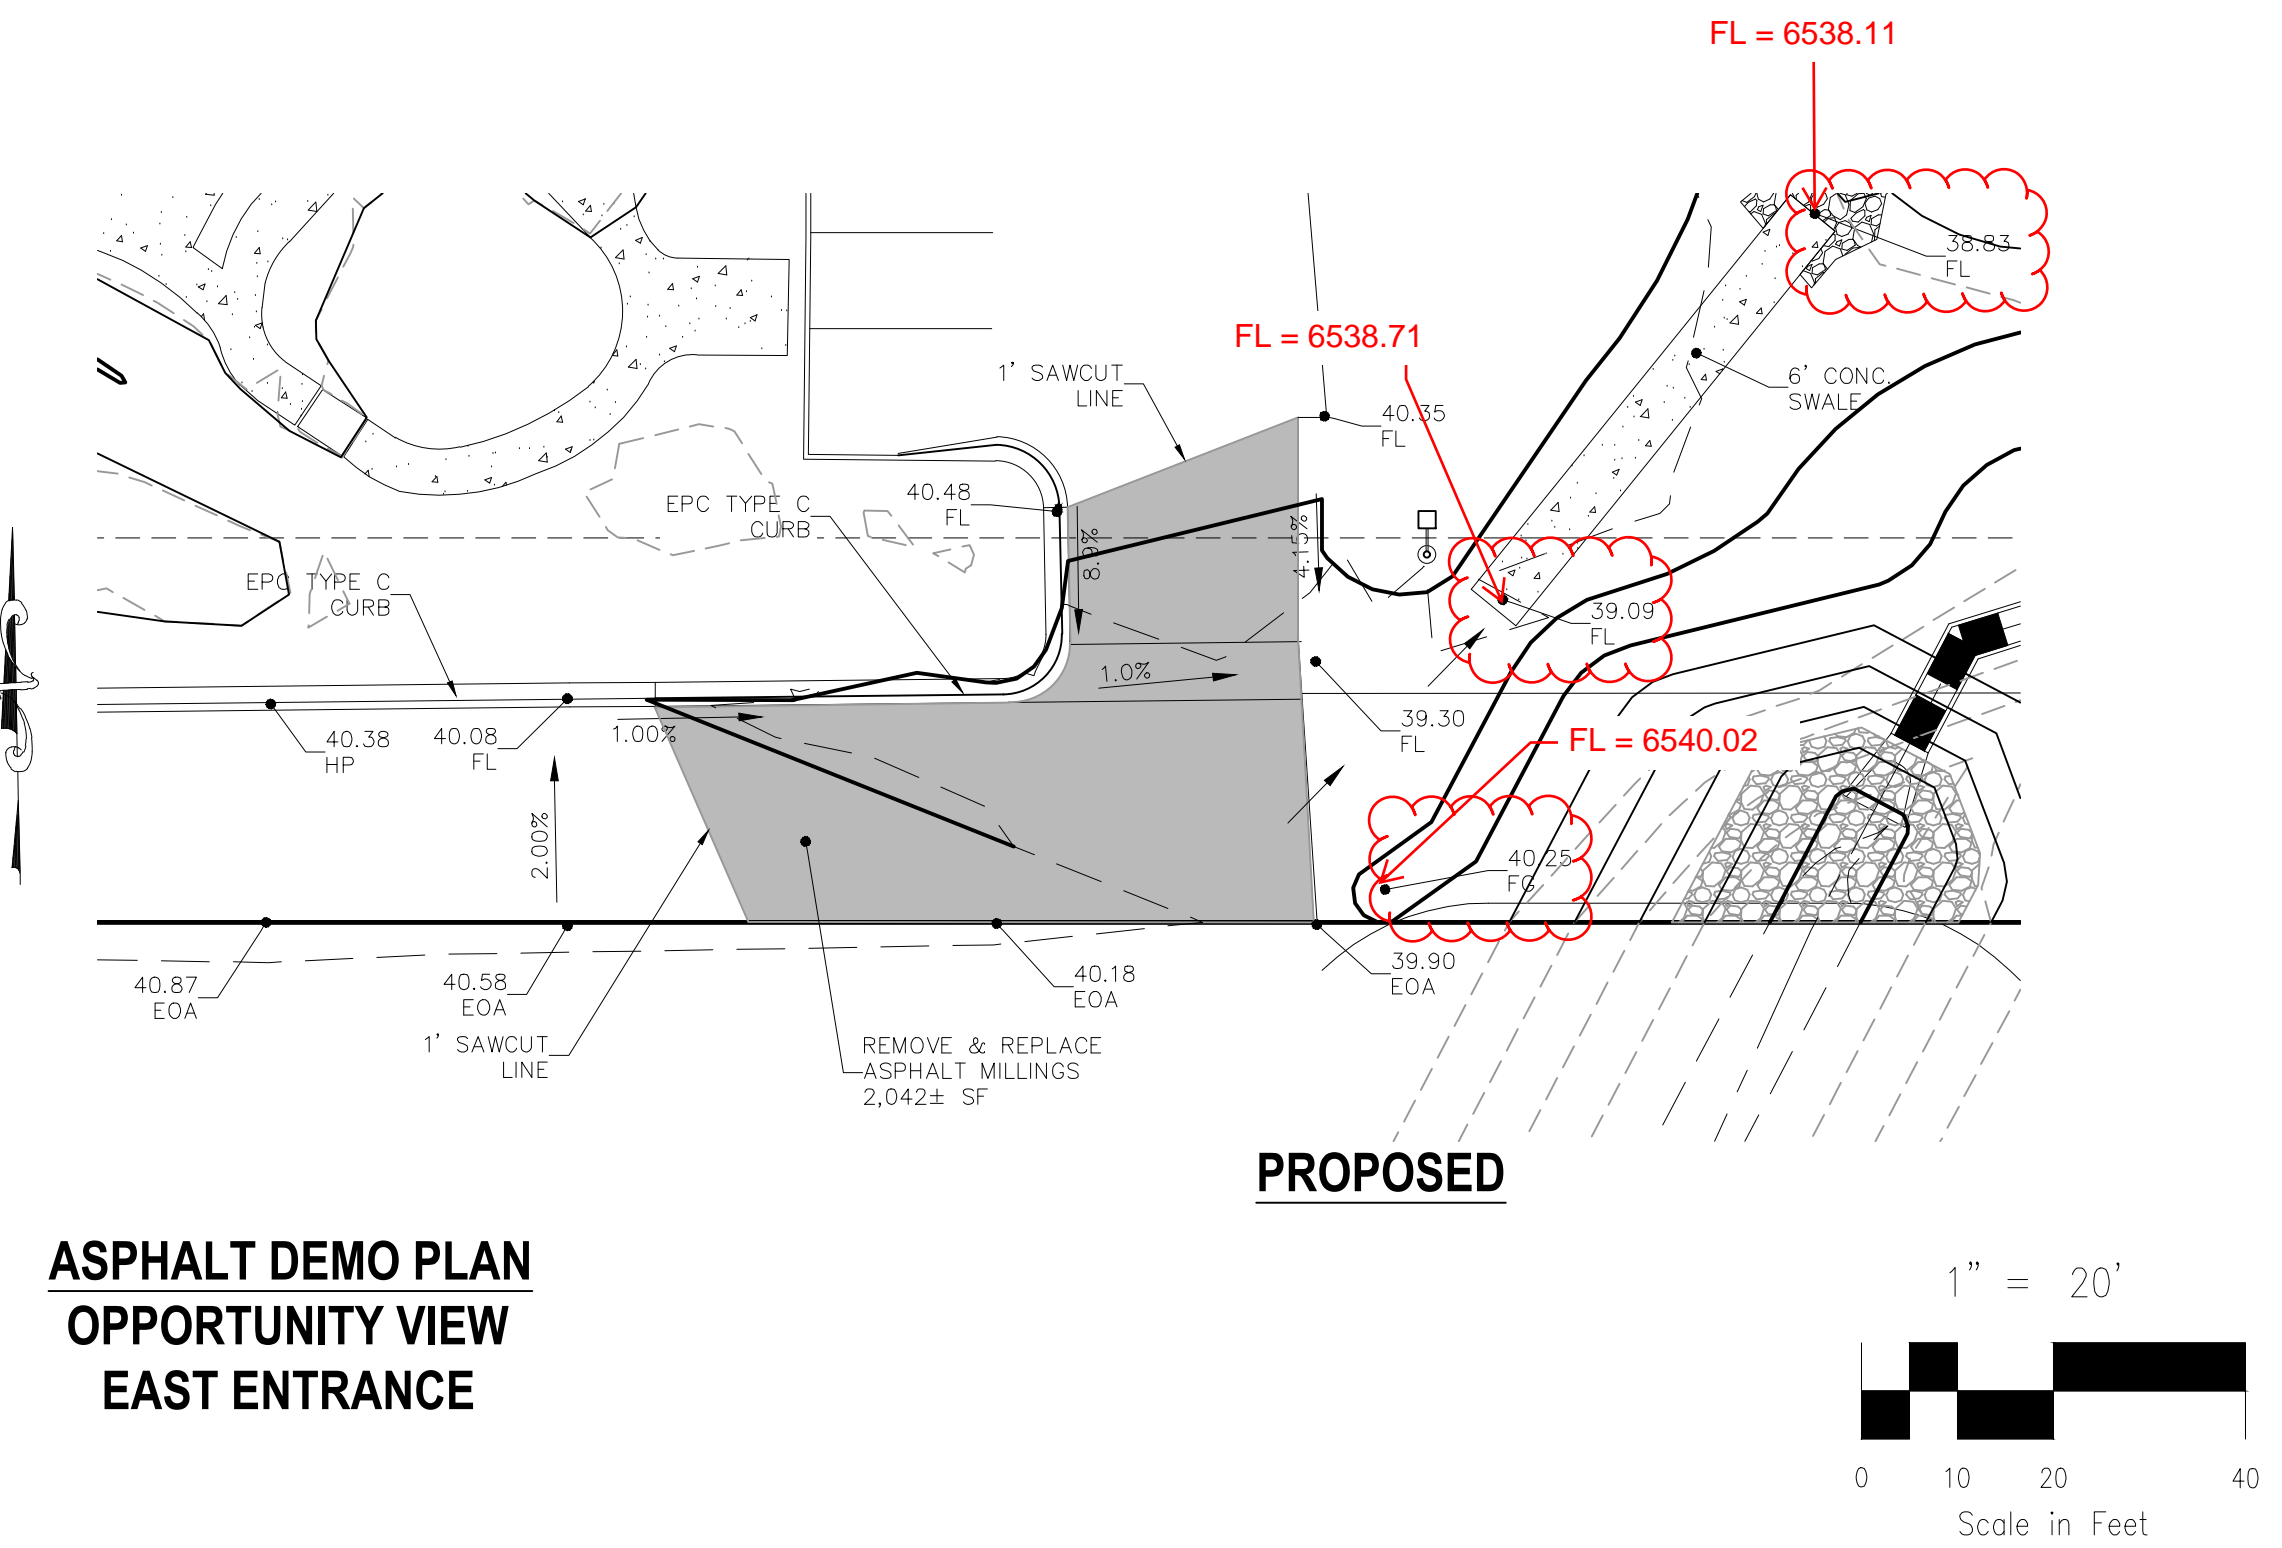 FL = 6538.11
38.83
FL
FL = 6538.71
1' SAWCUT
LINE
6' CONC.
SWALE
40.35
FL
40.48
FL
EPC TYPE C
CURB
8.6%
4.15%
EPC TYPE C
CURB
39.09
FL
1.0%
40.38
HP
40.08
FL
1.00%
39.30
FL
FL = 6540.02
2.00%
40.25
FG
40.87
EOA
40.58
EOA
40.18
EOA
39.90
EOA
1' SAWCUT
LINE
REMOVE & REPLACE
ASPHALT MILLINGS
2,042± SF
PROPOSED
ASPHALT DEMO PLAN
OPPORTUNITY VIEW
EAST ENTRANCE
1" = 20'
0 10 20 40
Scale in Feet